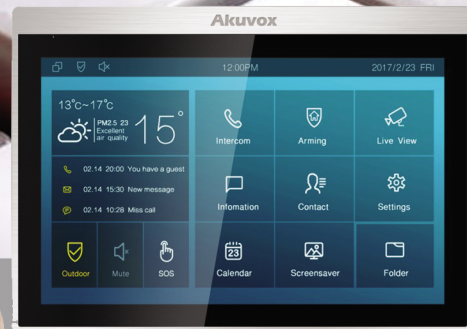 Akuvox
12:00PM
2017/2/23 FRI
13°c~17°c
PM2.5 23
Excellent
air quality
15°
02.14 20:00 You have a guest
02.14 15:30 New message
02.14 10:28 Miss call
Outdoor
Mute
SOS
Intercom
Arming
Live View
Infomation
Contact
Settings
23
Calendar
Screensaver
Folder